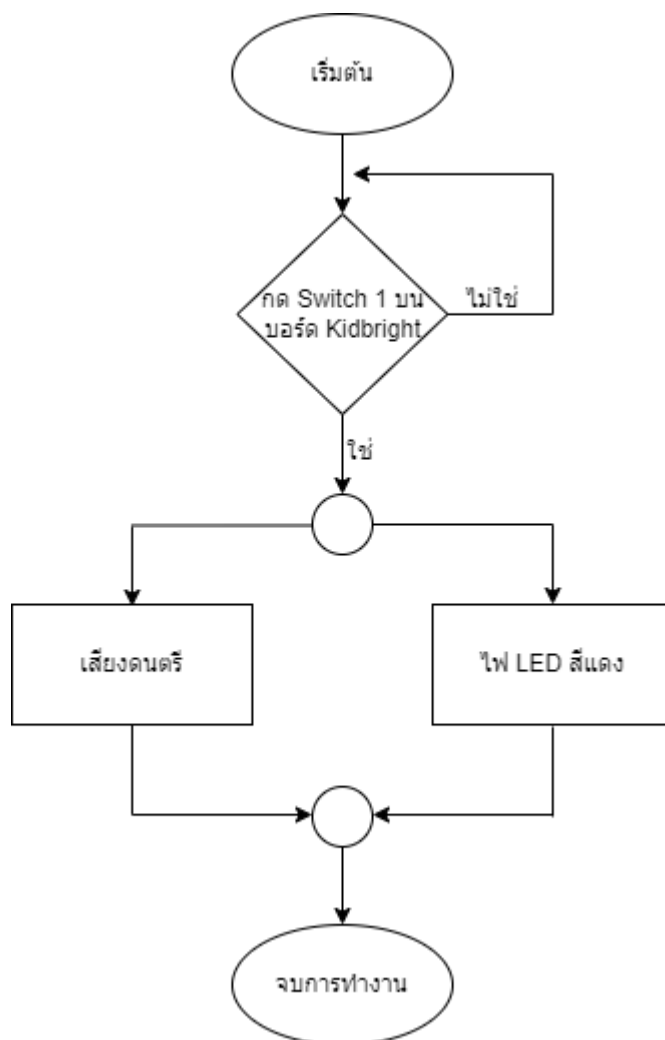 เริ่มต้น
กด Switch 1 บน
บอร์ด Kidbright
ไม่ใช่
ใช่
เสียงดนตรี
ไฟ LED สีแดง
จบการทำงาน